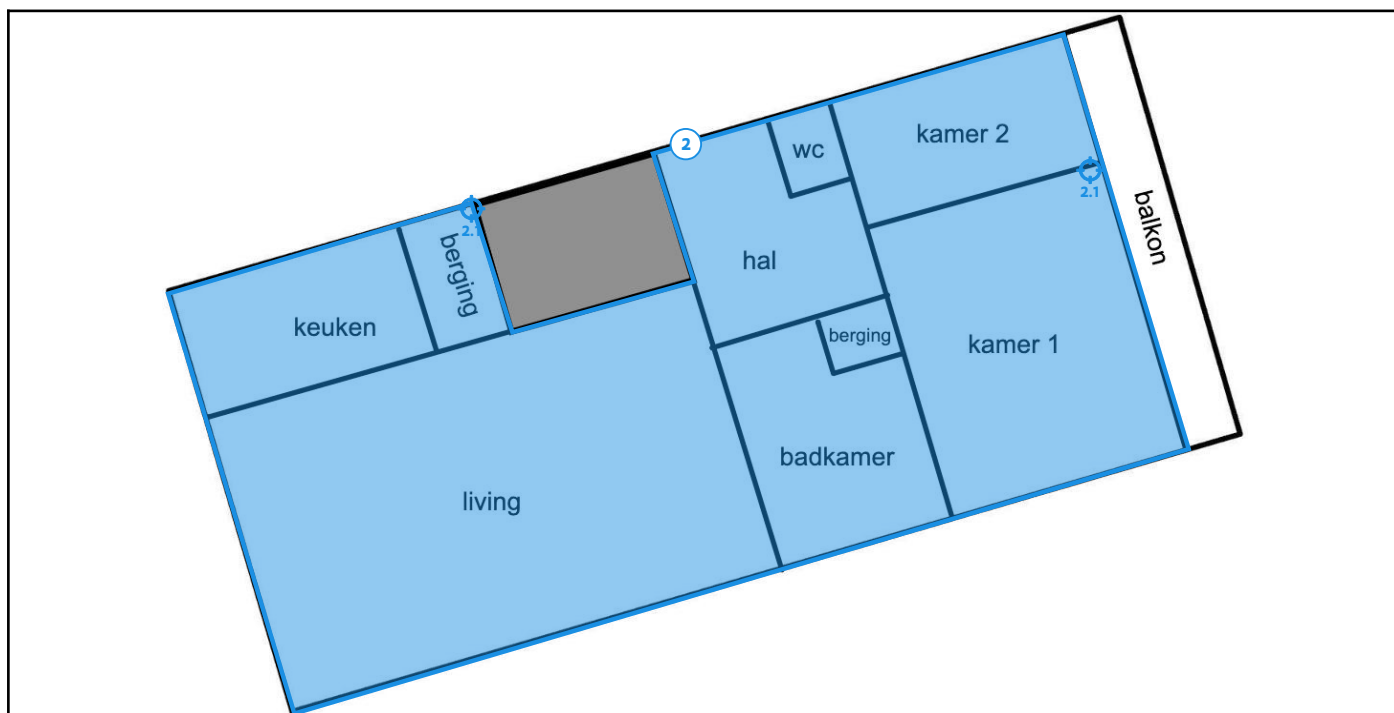 2
kamer 2
wc
2.1
balkon
2.1
berging
hal
keuken
berging
kamer 1
badkamer
living